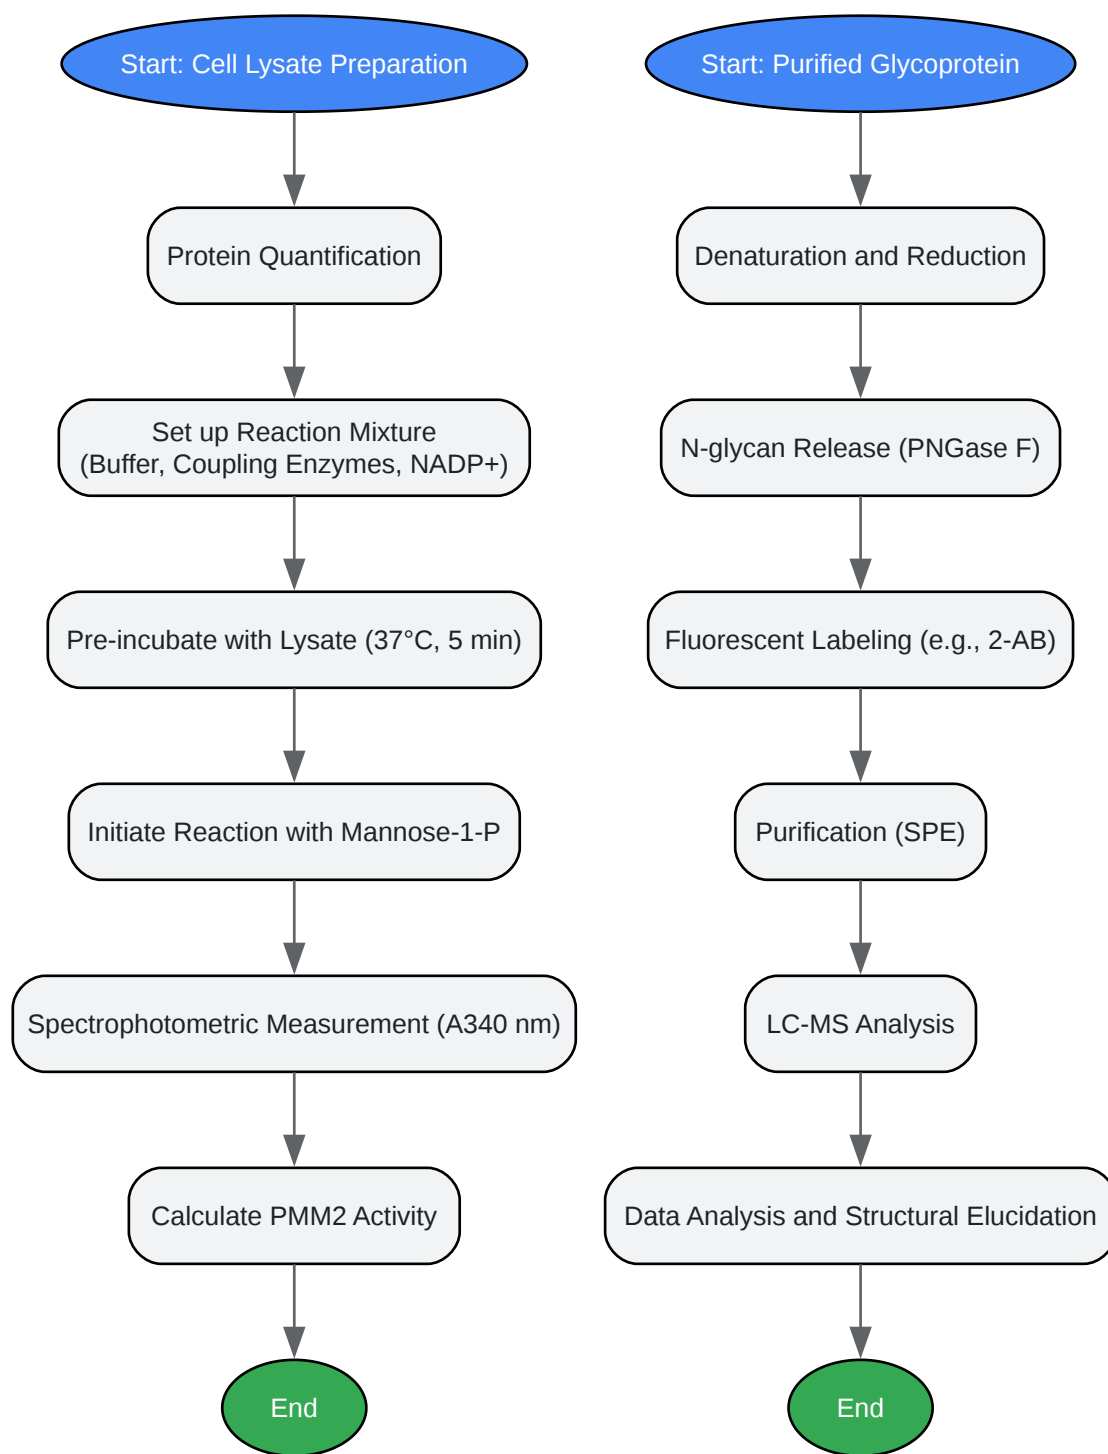 Start: Cell Lysate Preparation
Protein Quantification
Set up Reaction Mixture
(Buffer, Coupling Enzymes, NADP+)
Pre-incubate with Lysate (37°C, 5 min)
Initiate Reaction with Mannose-1-P
Spectrophotometric Measurement (A340 nm)
Calculate PMM2 Activity
End
Start: Purified Glycoprotein
Denaturation and Reduction
N-glycan Release (PNGase F)
Fluorescent Labeling (e.g., 2-AB)
Purification (SPE)
LC-MS Analysis
Data Analysis and Structural Elucidation
End